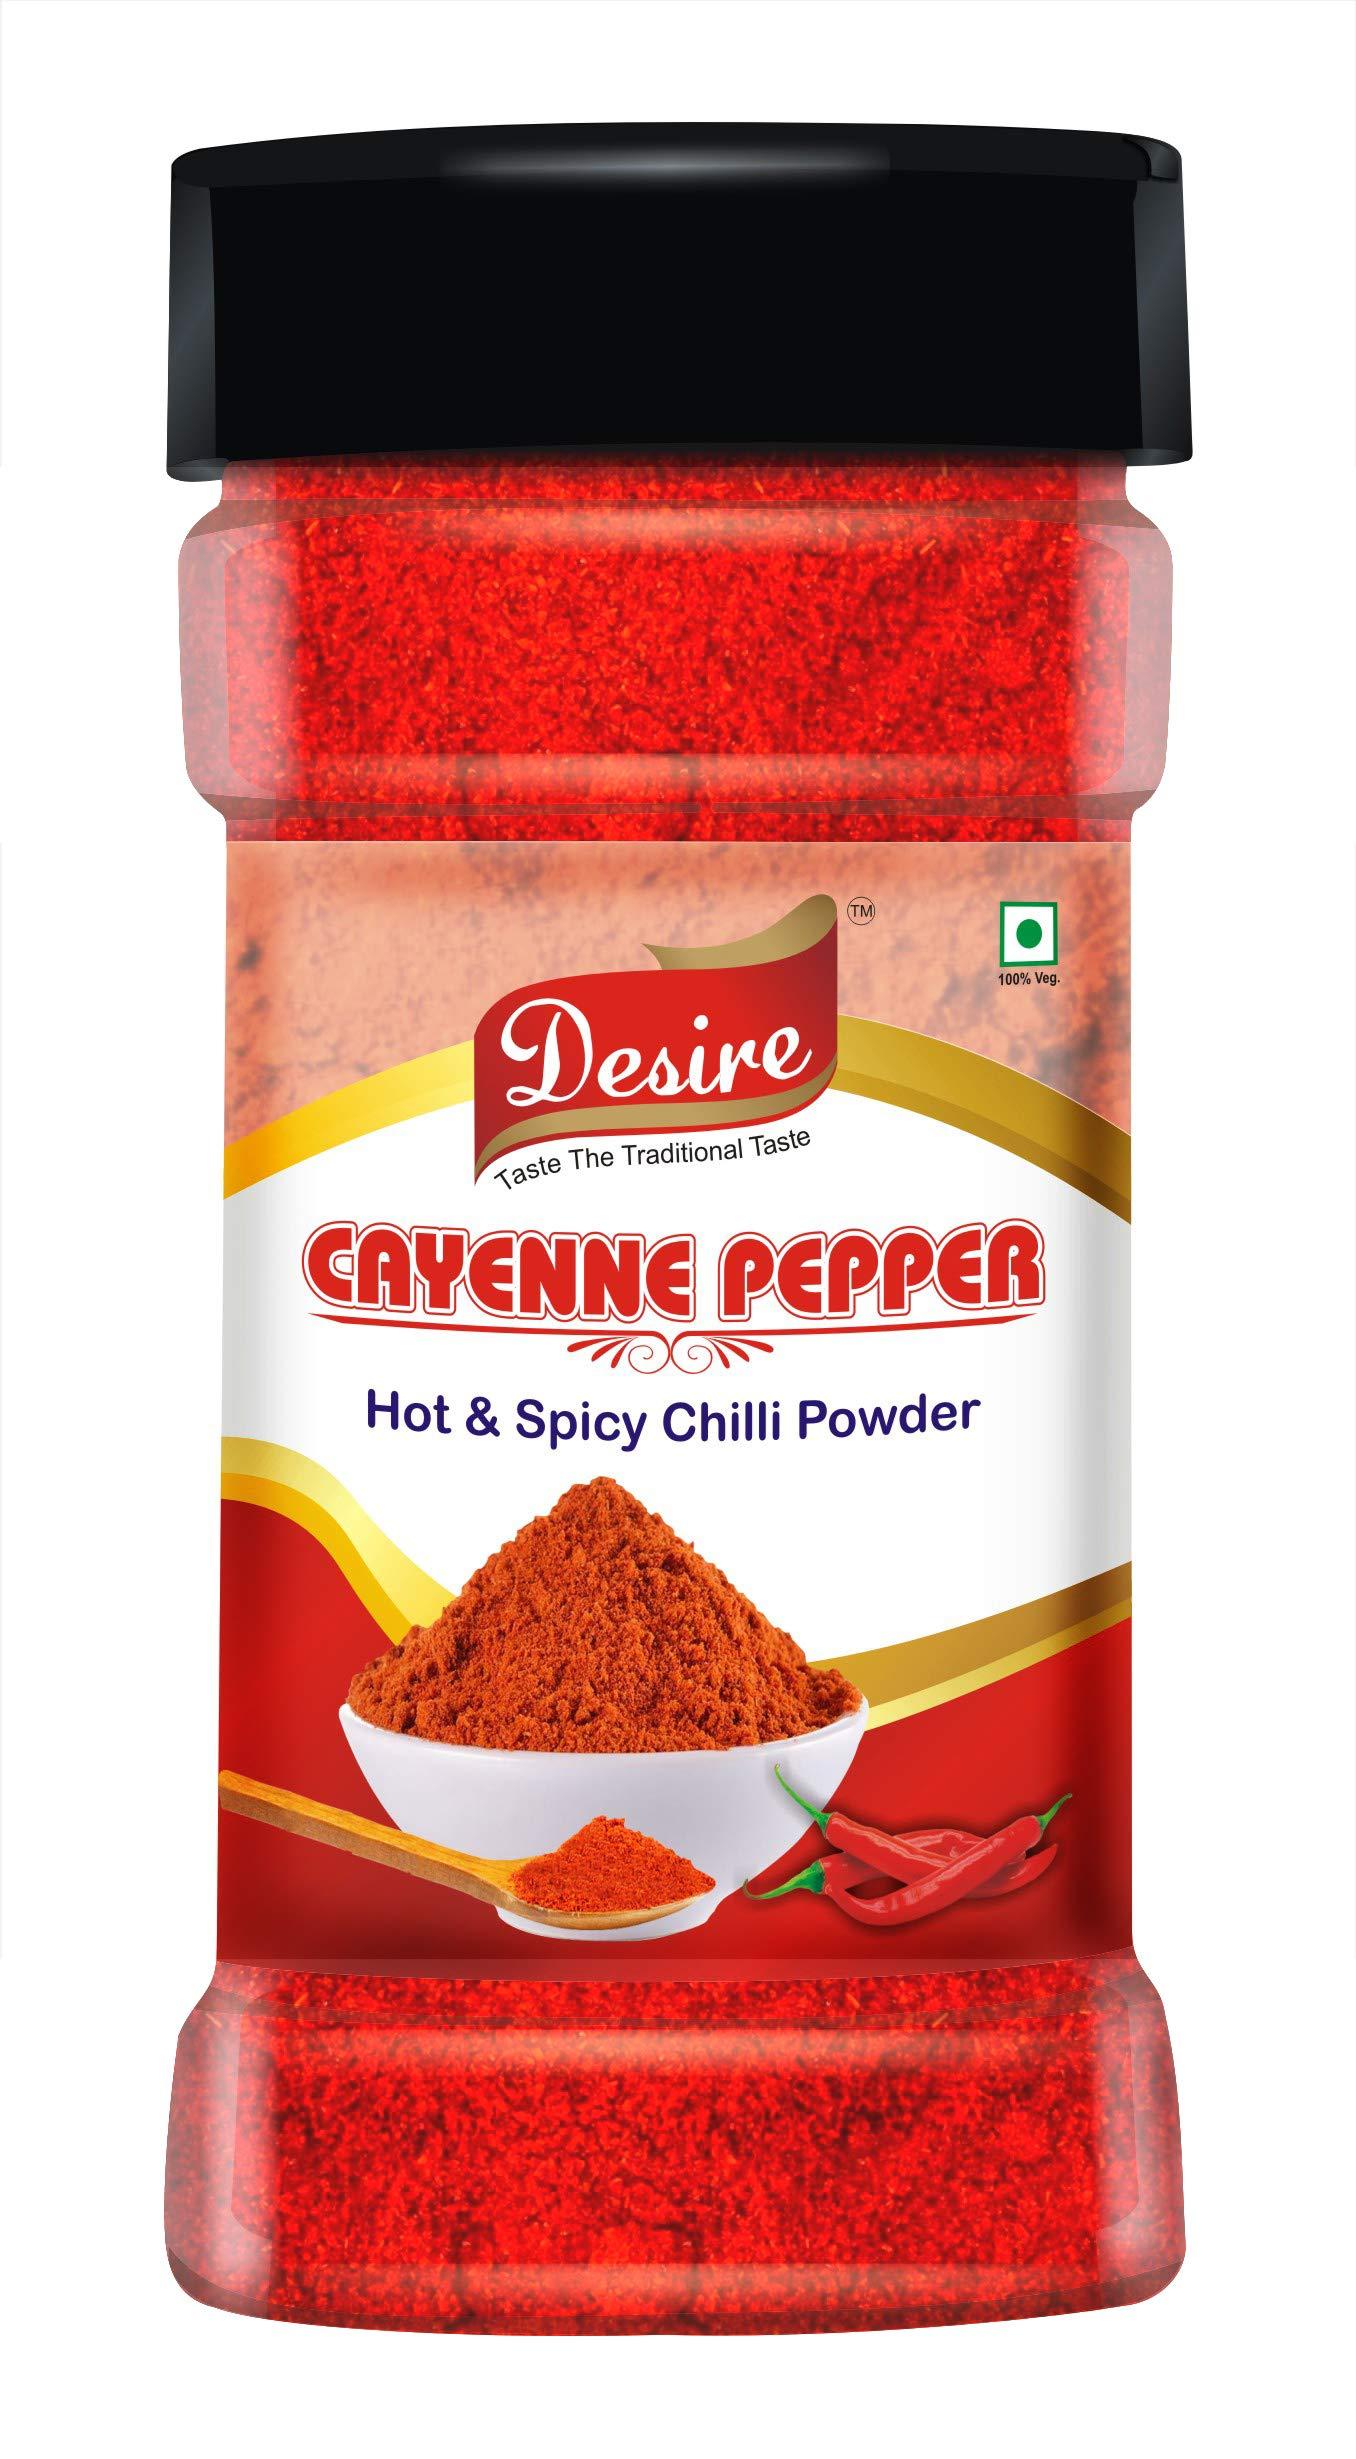 TM
100% Veg.
Desire
Taste The Traditional Taste
CAYENNE PEPPER
Hot & Spicy Chilli Powder